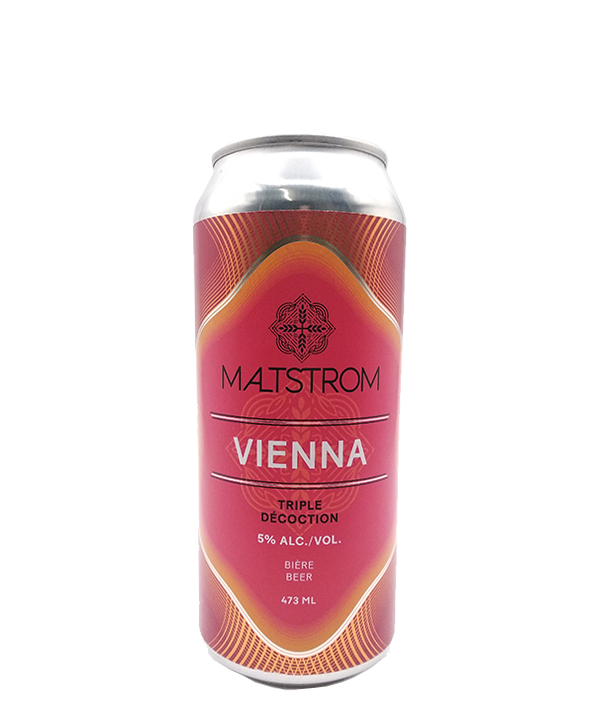 MALTSTROM
VIENNA
TRIPLE
DÉCOCTION
5% ALC./VOL.
BIÈRE
BEER
473 ML